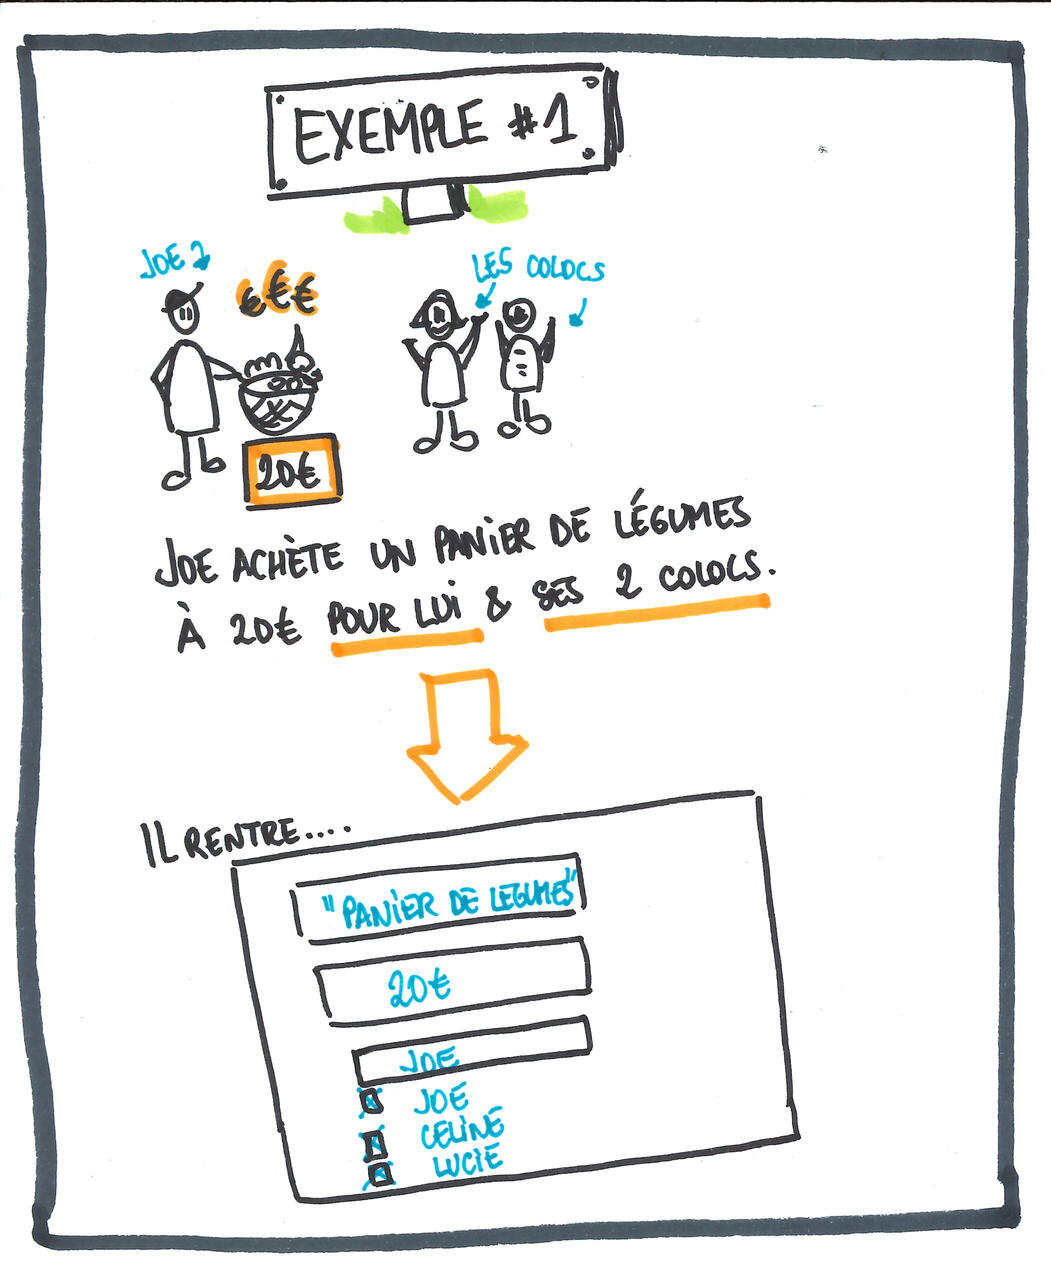 EXEMPLE #1
JOE
€€€
LES COLOCS
20€
JOE ACHÈTE UN PANIER DE LÉGUMES
À 20€ POUR LUI & SES 2 COLOCS.
IL RENTRE....
"PANIER DE LEGUMES"
20€
JOE
JOE
CELINE
LUCIE